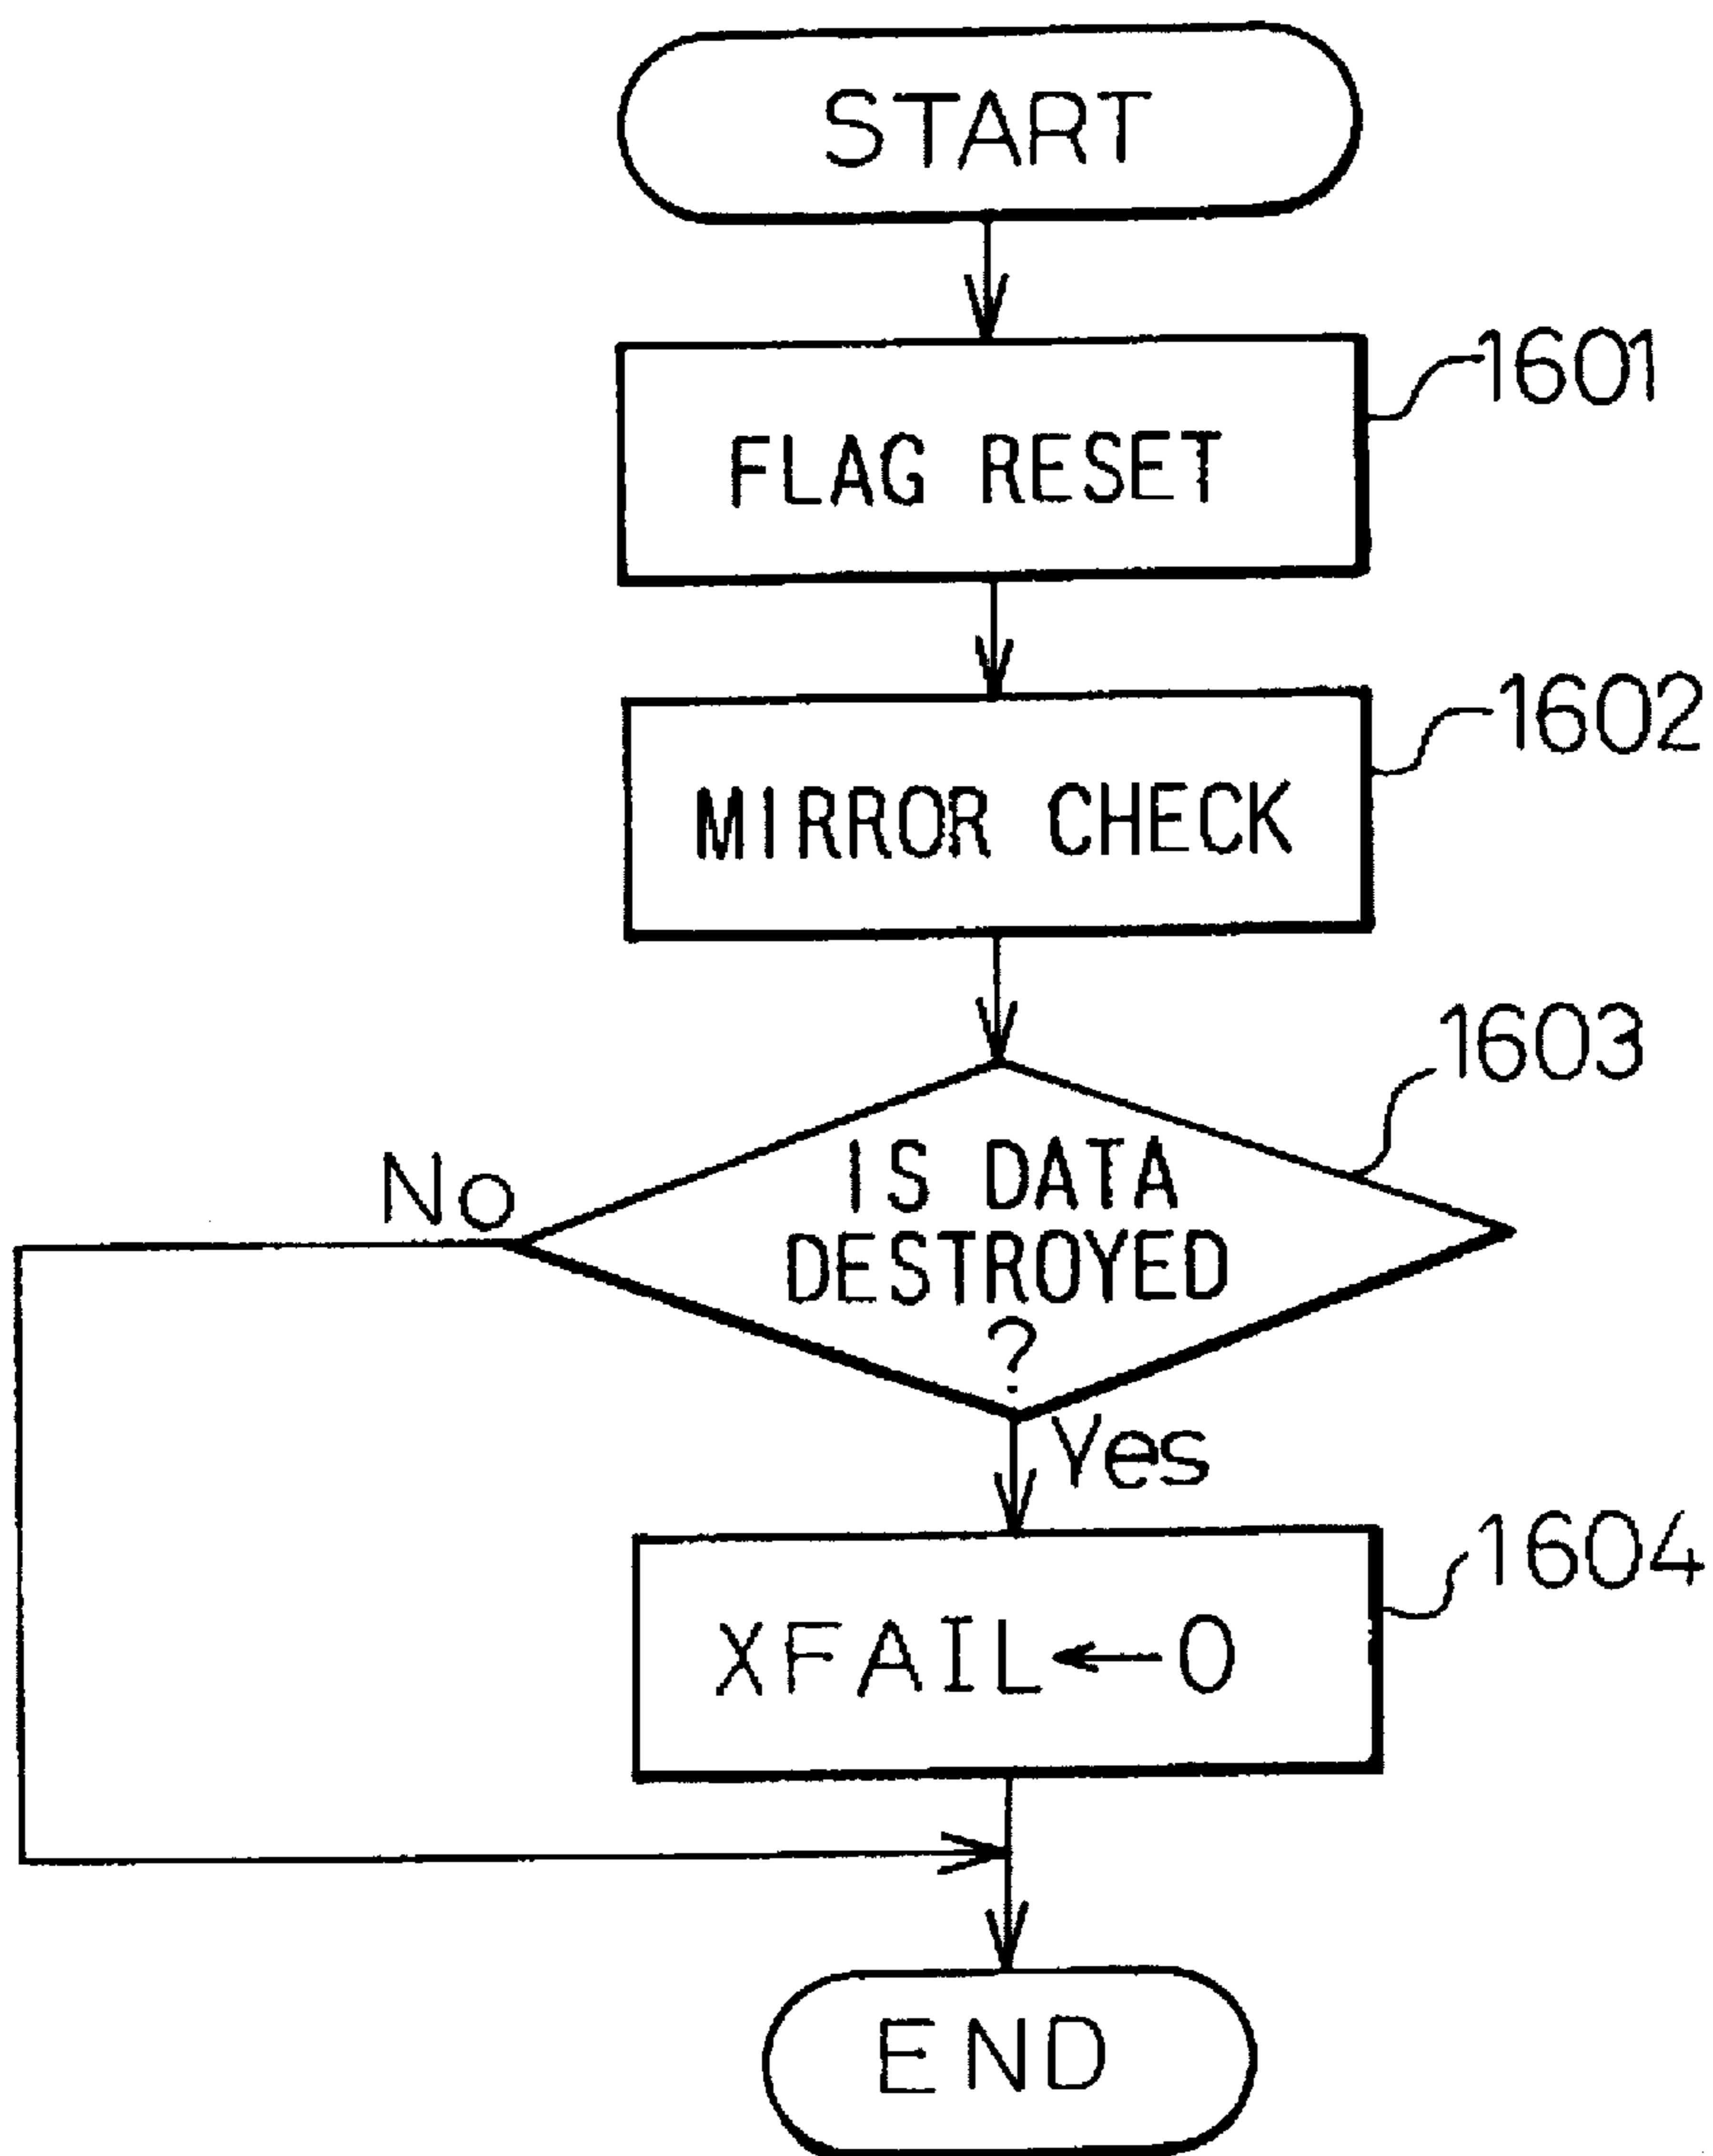 START
1601
FLAG RESET
1602
MIRROR CHECK
1603
No
IS DATA
DESTROYED
?
Yes
1604
XFAIL←0
END